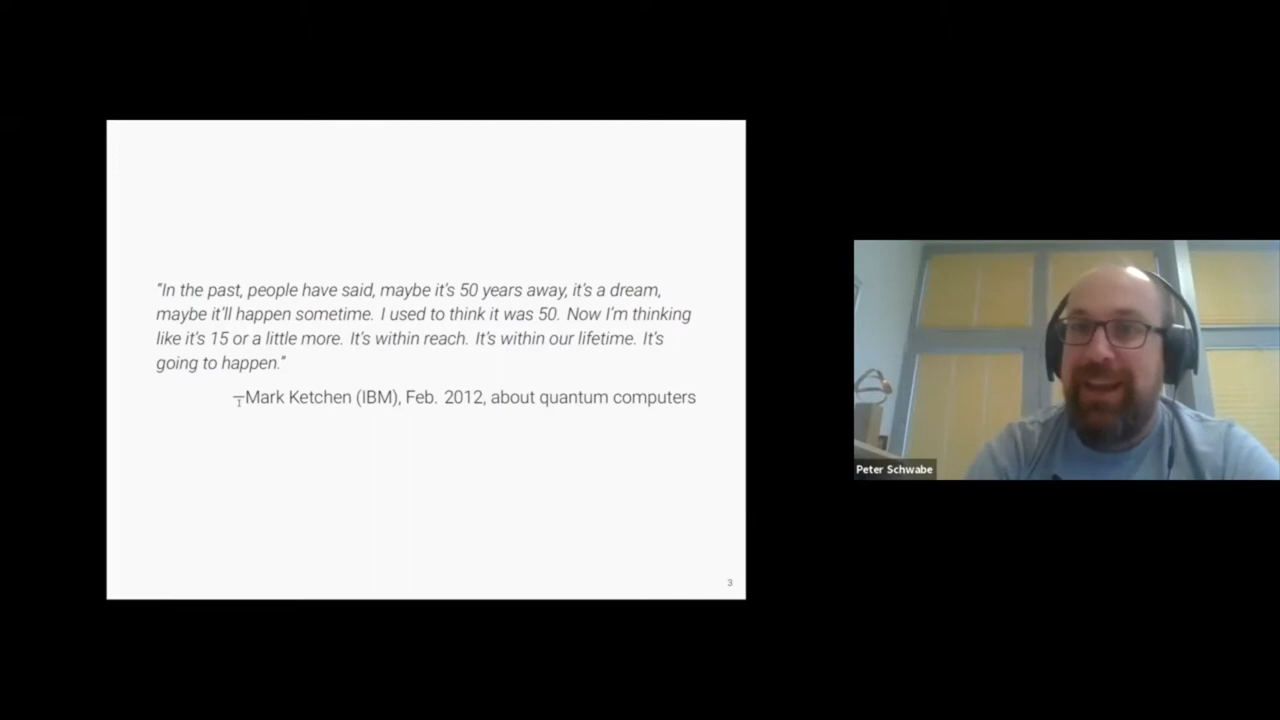 "In the past, people have said, maybe it's 50 years away, it's a dream,
maybe it'll happen sometime. I used to think it was 50. Now I'm thinking
like it's 15 or a little more. It's within reach. It's within our lifetime. It's
going to happen."
—Mark Ketchen (IBM), Feb. 2012, about quantum computers
3
Peter Schwabe